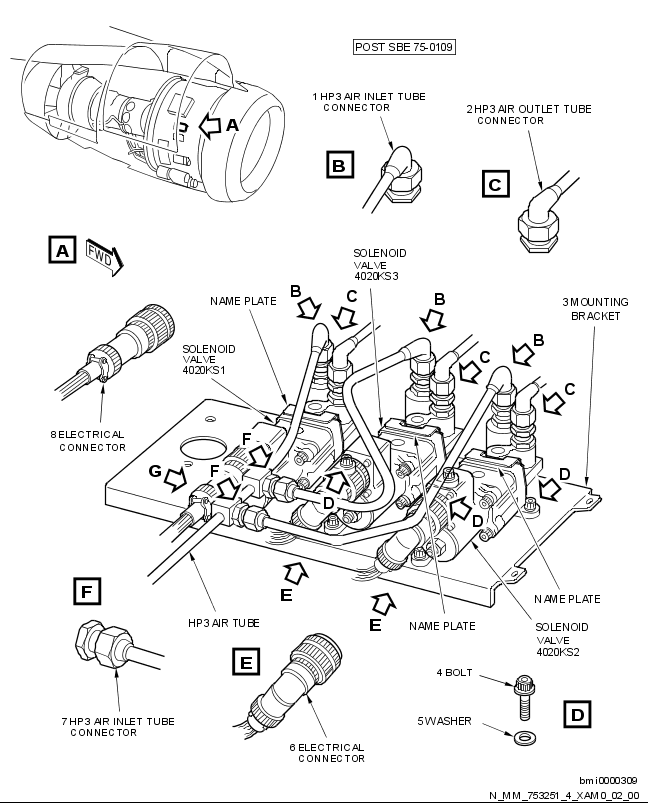 POST SBE 75-0109
1 HP3 AIR INLET TUBE
CONNECTOR
2 HP3 AIR OUTLET TUBE
CONNECTOR
A
B
C
A
FWD
SOLENOID
VALVE
4020KS3
NAME PLATE
B
C
B
3 MOUNTING
BRACKET
SOLENOID
VALVE
4020KS1
B
C
C
8 ELECTRICAL
CONNECTOR
F
G
F
D
D
D
E
E
F
HP3 AIR TUBE
NAME PLATE
NAME PLATE
SOLENOID
VALVE
4020KS2
E
4 BOLT
D
7 HP3 AIR INLET TUBE
CONNECTOR
5 WASHER
6 ELECTRICAL
CONNECTOR
bmi0000309
N_MM_753251_4_XAM0_02_00